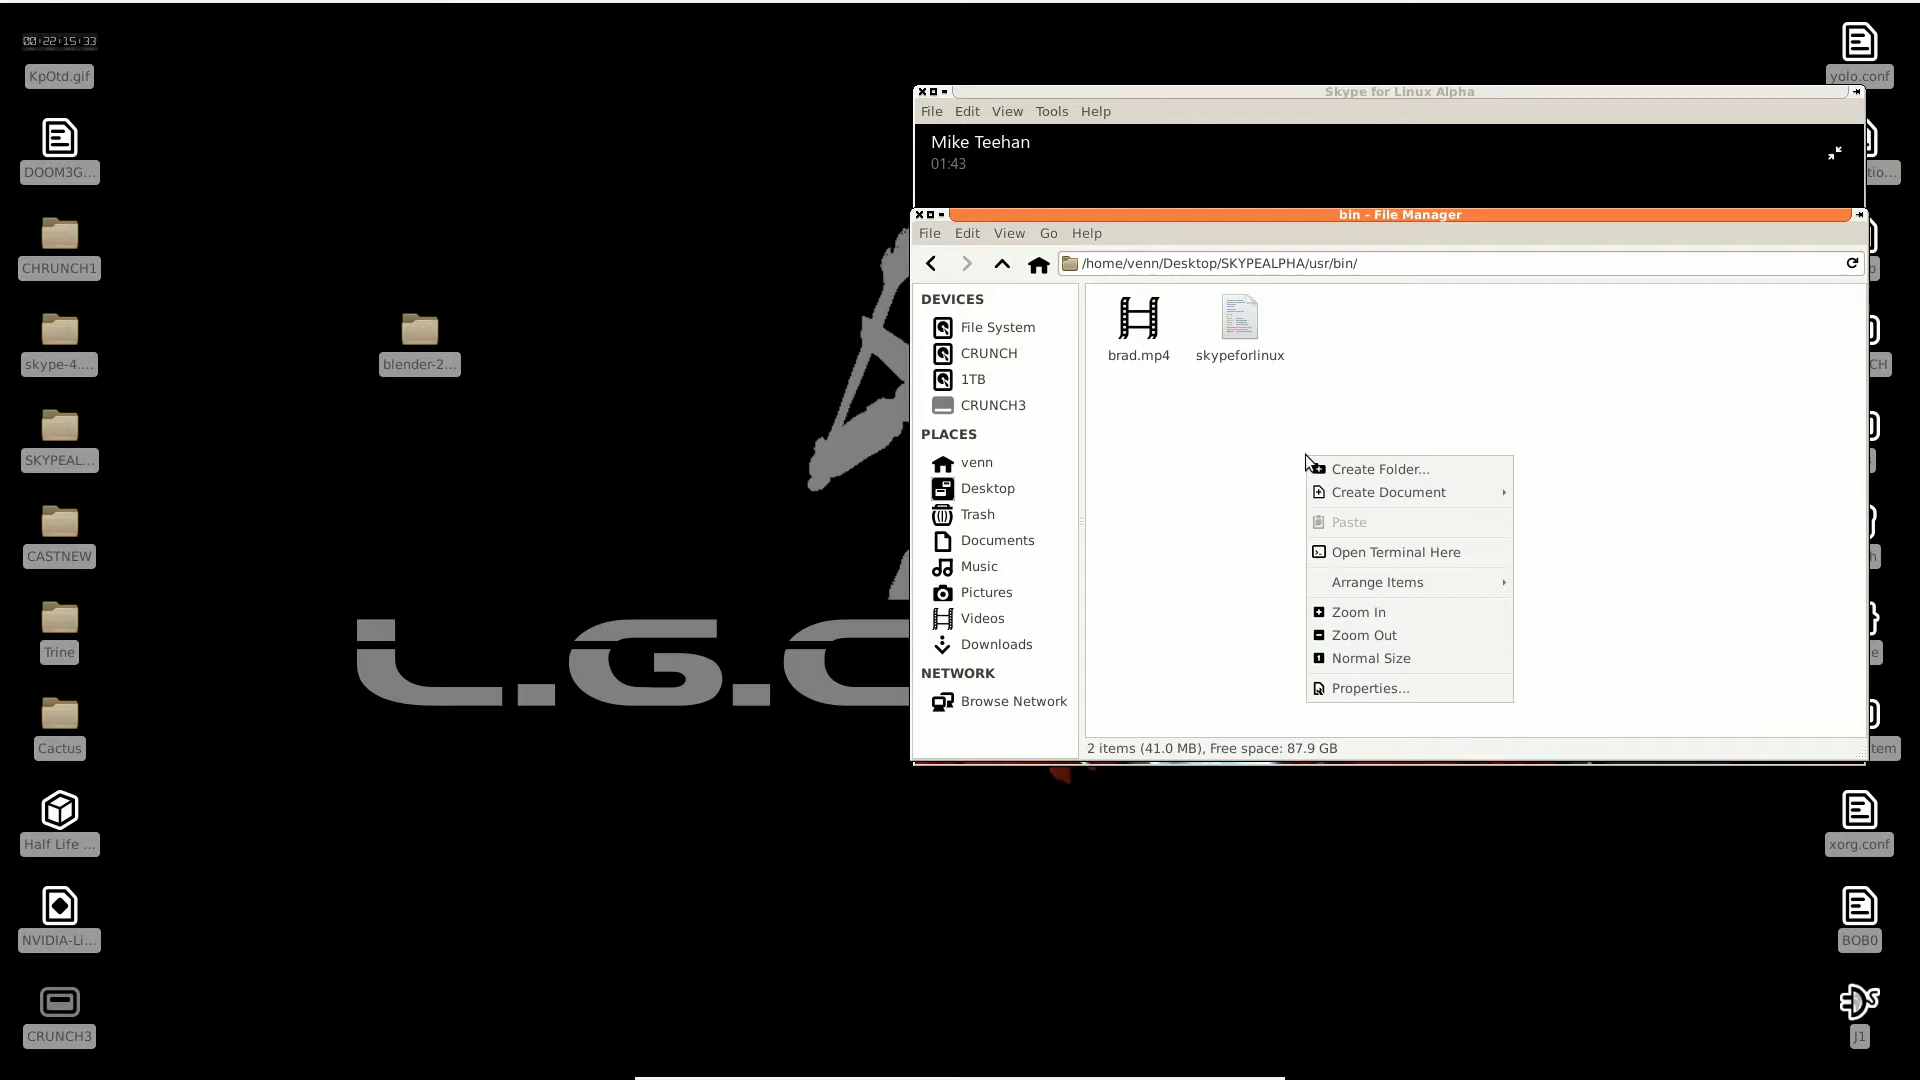 00:22:15:33
KpOtd.gif
DOOM3G...
CHRUNCH1
skype-4....
SKYPEAL...
CASTNEW
Trine
Cactus
Half Life ...
NVIDIA-Li...
CRUNCH3
blender-2...
L.G.C
Skype for Linux Alpha
File Edit View Tools Help
Mike Teehan
01:43
bin - File Manager
File Edit View Go Help
/home/venn/Desktop/SKYPEALPHA/usr/bin/
DEVICES
File System
CRUNCH
1TB
CRUNCH3
PLACES
venn
Desktop
Trash
Documents
Music
Pictures
Videos
Downloads
NETWORK
Browse Network
brad.mp4
skypeforlinux
Create Folder...
Create Document
Paste
Open Terminal Here
Arrange Items
Zoom In
Zoom Out
Normal Size
Properties...
2 items (41.0 MB), Free space: 87.9 GB
yolo.conf
tio...
CH
tem
xorg.conf
BOB0
J1